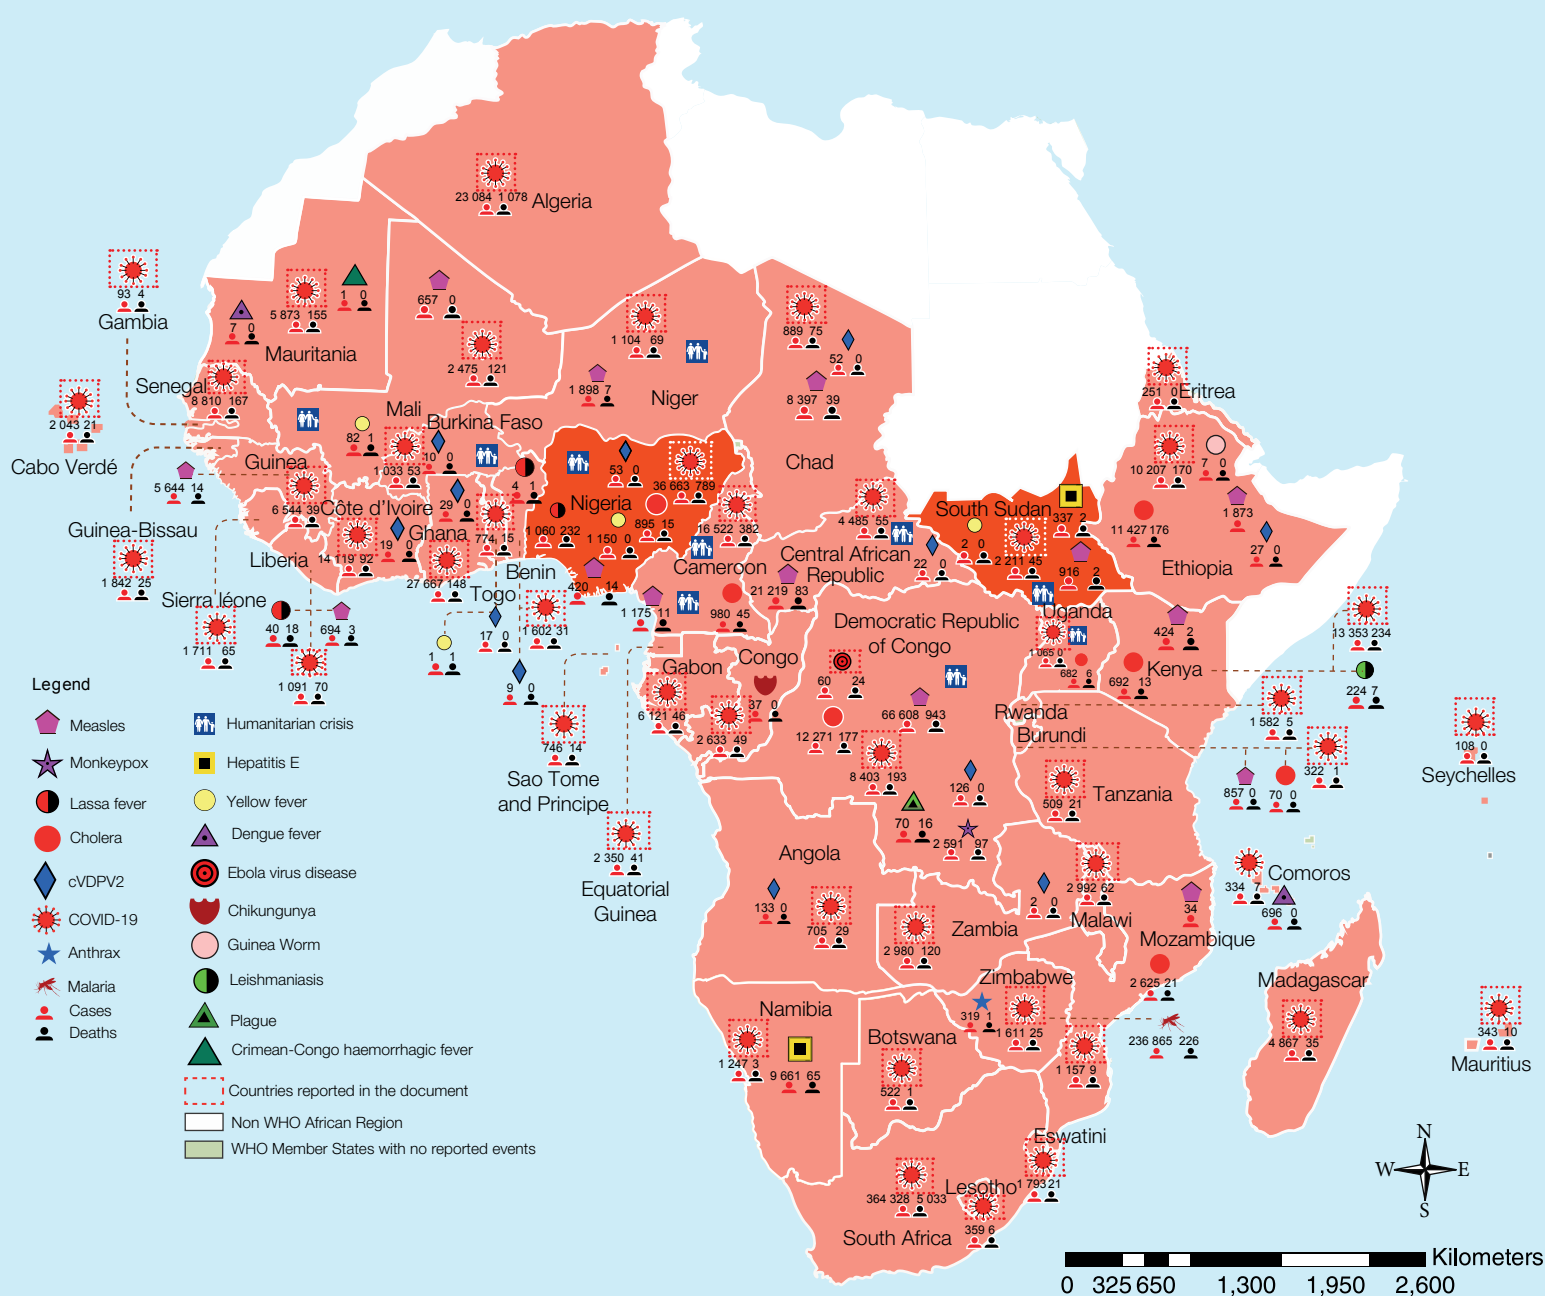 23 084 1 078
Algeria
93 4
Gambia
1 0
5 873 155
7 0
Mauritania
657 0
2 475 121
Mali
1 104 69
1 898 7
Niger
889 75
52 0
8 397 39
Chad
251 0
Eritrea
Senegal
8 810 167
2 043 21
Cabo Verdé
82 1
Burkina Faso
10 0
1 033 53
4 1
53 0
36 663 789
Nigeria
895 15
1 060 232
1 150 0
420 14
10 207 170
7 0
1 873
11 427 176
27 0
Ethiopia
Guinea
5 644 14
6 544 39
Côte d'Ivoire
29 0
Ghana
19 0
14 119 92
774 15
27 667 148
Benin
Togo
Guinea-Bissau
1 842 25
Liberia
Sierra léone
1 711 65
40 18
694 3
1 091 70
1 1
17 0
1 602 31
9 0
16 522 382
Cameroon
1 175 11
980 45
4 485 55
Central African
Republic
22 0
21 219 83
South Sudan
337 2
2 0
2 211 45
916 2
Uganda
1 065 0
682 6
424 2
Kenya
692 13
13 353 234
224 7
Democratic Republic
of Congo
60 24
66 608 943
12 271 177
8 403 193
126 0
70 16
2 591 97
Gabon
6 121 46
Congo
37 0
2 633 49
746 14
Sao Tome
and Principe
2 350 41
Equatorial
Guinea
Rwanda
Burundi
1 582 5
322 1
857 0
70 0
108 0
Seychelles
Tanzania
509 21
Angola
133 0
705 29
Zambia
2 980 120
2 0
2 992 62
Malawi
34
Mozambique
2 625 21
1 157 9
Comoros
334 7
696 0
Madagascar
4 867 35
343 10
Mauritius
Zimbabwe
319 1
1 611 25
236 865 226
Namibia
1 247 3
9 661 65
Botswana
522 1
Eswatini
1 793 21
Lesotho
359 6
364 328 5 033
South Africa
Legend
Measles
Monkeypox
Lassa fever
Cholera
cVDPV2
COVID-19
Anthrax
Malaria
Cases
Deaths
Humanitarian crisis
Hepatitis E
Yellow fever
Dengue fever
Ebola virus disease
Chikungunya
Guinea Worm
Leishmaniasis
Plague
Crimean-Congo haemorrhagic fever
Countries reported in the document
Non WHO African Region
WHO Member States with no reported events
N
W E
S
Kilometers
0 325 650 1,300 1,950 2,600